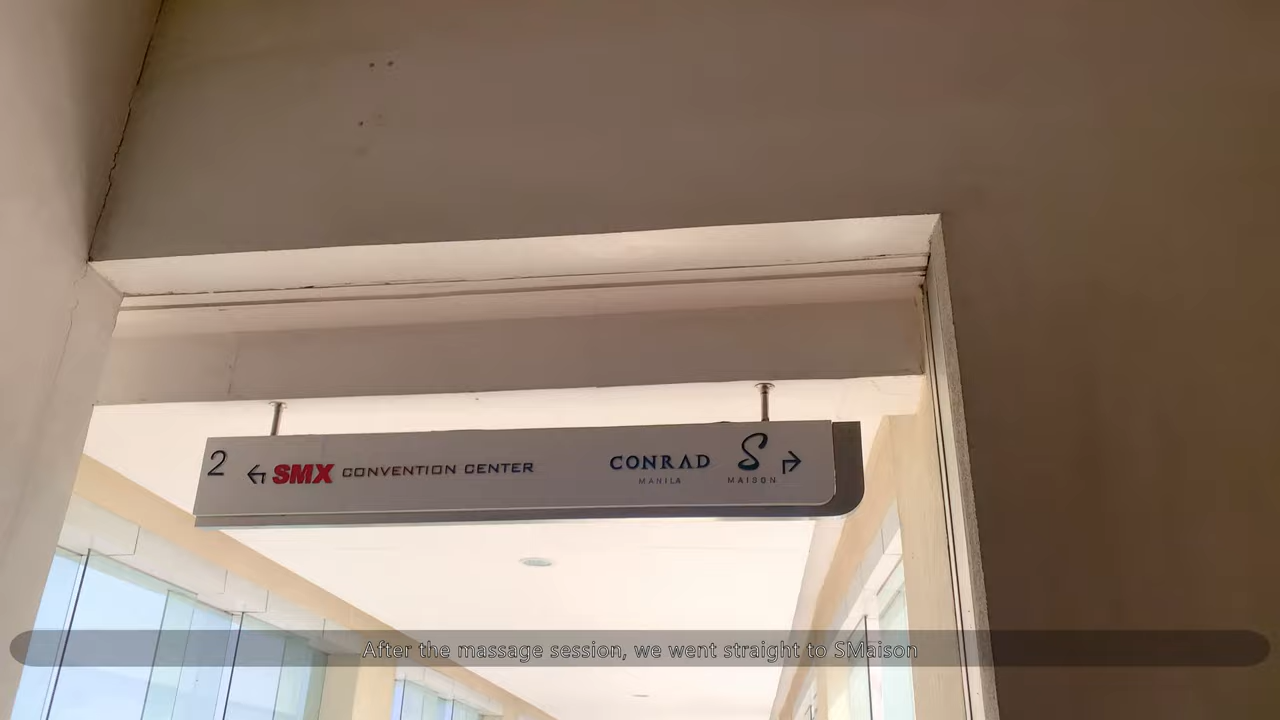 2 SMX CONVENTION CENTER CONRAD MANILA S MAISON
After the massage session, we went straight to SMaison